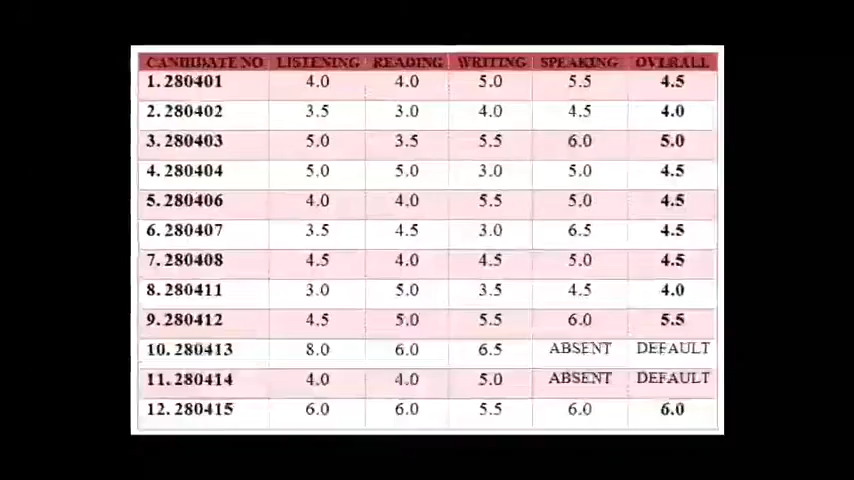 CANDIDATE NO LISTENING READING WRITING SPEAKING OVERALL
1. 280401 4.0 4.0 5.0 5.5 4.5
2. 280402 3.5 3.0 4.0 4.5 4.0
3. 280403 5.0 3.5 5.5 6.0 5.0
4. 280404 5.0 5.0 3.0 5.0 4.5
5. 280406 4.0 4.0 5.5 5.0 4.5
6. 280407 3.5 4.5 3.0 6.5 4.5
7. 280408 4.5 4.0 4.5 5.0 4.5
8. 280411 3.0 5.0 3.5 4.5 4.0
9. 280412 4.5 5.0 5.5 6.0 5.5
10. 280413 8.0 6.0 6.5 ABSENT DEFAULT
11. 280414 4.0 4.0 5.0 ABSENT DEFAULT
12. 280415 6.0 6.0 5.5 6.0 6.0